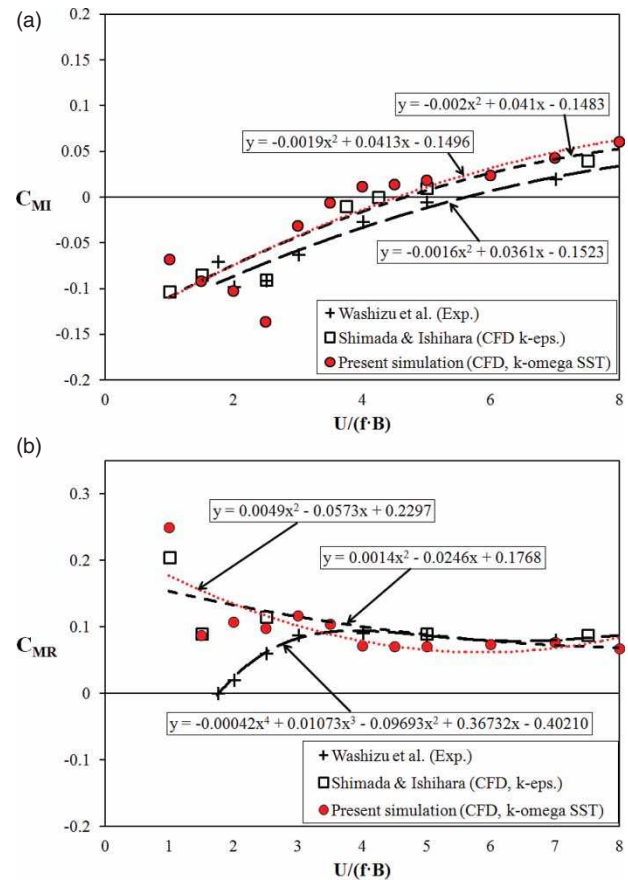 (a)
0.2
0.15
y = -0.002x² + 0.041x - 0.1483
0.1
y = -0.0019x² + 0.0413x - 0.1496
0.05
C_MI
0
-0.05
y = -0.0016x² + 0.0361x - 0.1523
-0.1
Washizu et al. (Exp.)
Shimada & Ishihara (CFD k-eps.)
-0.15
Present simulation (CFD, k-omega SST)
-0.2
0 2 4 6 8
U/(f·B)
(b)
0.3
y = 0.0049x² - 0.0573x + 0.2297
0.2
y = 0.0014x² - 0.0246x + 0.1768
0.1
C_MR
0
y = -0.00042x⁴ + 0.01073x³ - 0.09693x² + 0.36732x - 0.40210
Washizu et al. (Exp.)
-0.1
Shimada & Ishihara (CFD, k-eps.)
Present simulation (CFD, k-omega SST)
-0.2
0 1 2 3 4 5 6 7 8
U/(f·B)